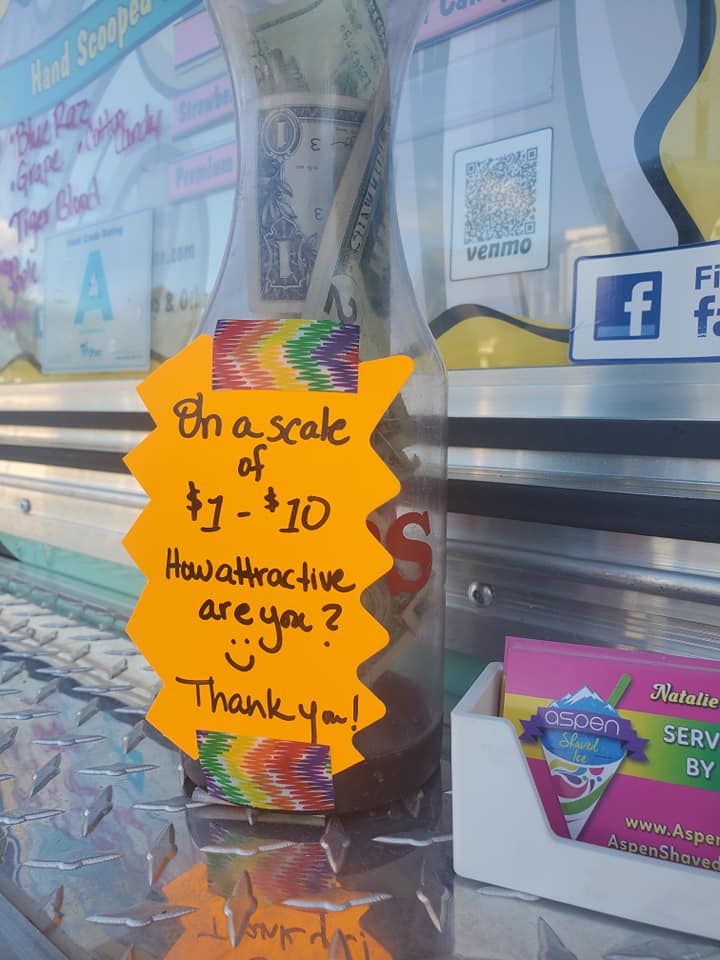 Hand Scooped
• Blue Raz
• Grape • Cotton Candy
Tiger Blood
Premium
A
venmo
f
1
On a scale
of
$1 - $10
How attractive
are you?
Thank you!
S
Natalie
aspen
Shaved
Ice
SERV
BY
www.Aspen
AspenShaved